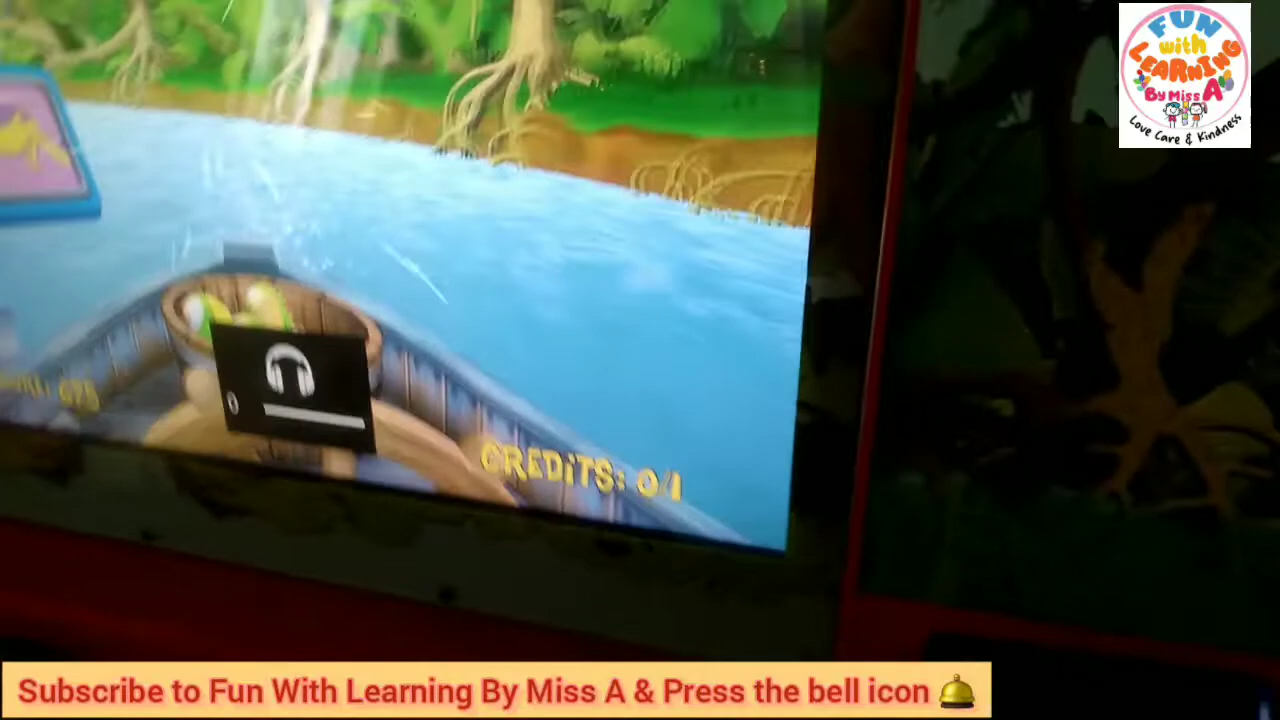 FUN
with
LEARNING
By Miss A
Love Care & Kindness
CREDITS: 0/1
Subscribe to Fun With Learning By Miss A & Press the bell icon